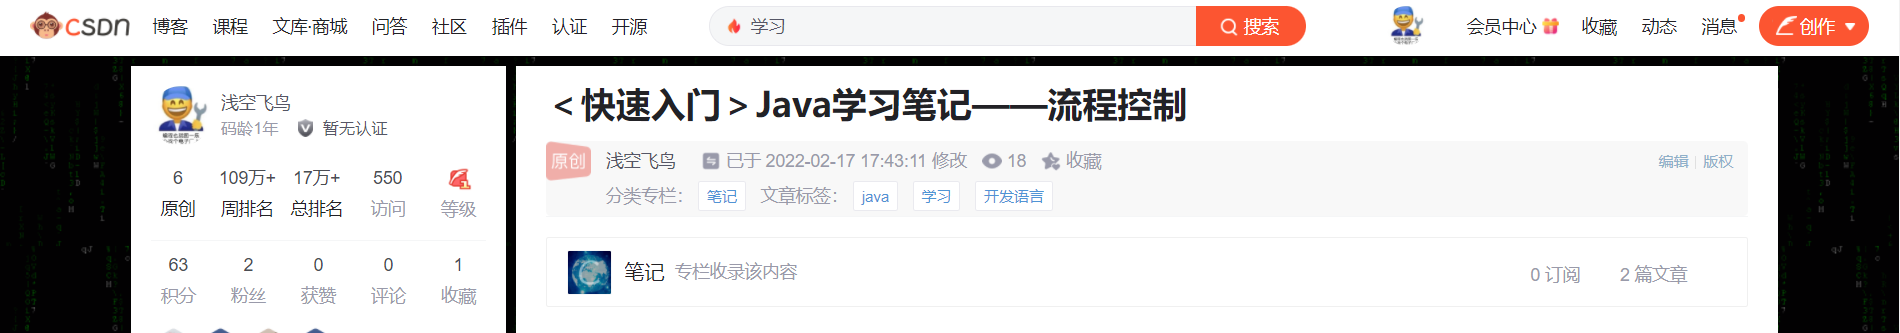 CSDN 博客 课程 文库·商城 问答 社区 插件 认证 开源 学习 搜索 会员中心 收藏 动态 消息 创作
浅空飞鸟
码龄1年 暂无认证
6 109万+ 17万+ 550
原创 周排名 总排名 访问 等级
63 2 0 0 1
积分 粉丝 获赞 评论 收藏
＜快速入门＞Java学习笔记——流程控制
原创 浅空飞鸟 已于 2022-02-17 17:43:11 修改 18 收藏 编辑 版权
分类专栏： 笔记 文章标签： java 学习 开发语言
笔记 专栏收录该内容 0 订阅 2 篇文章